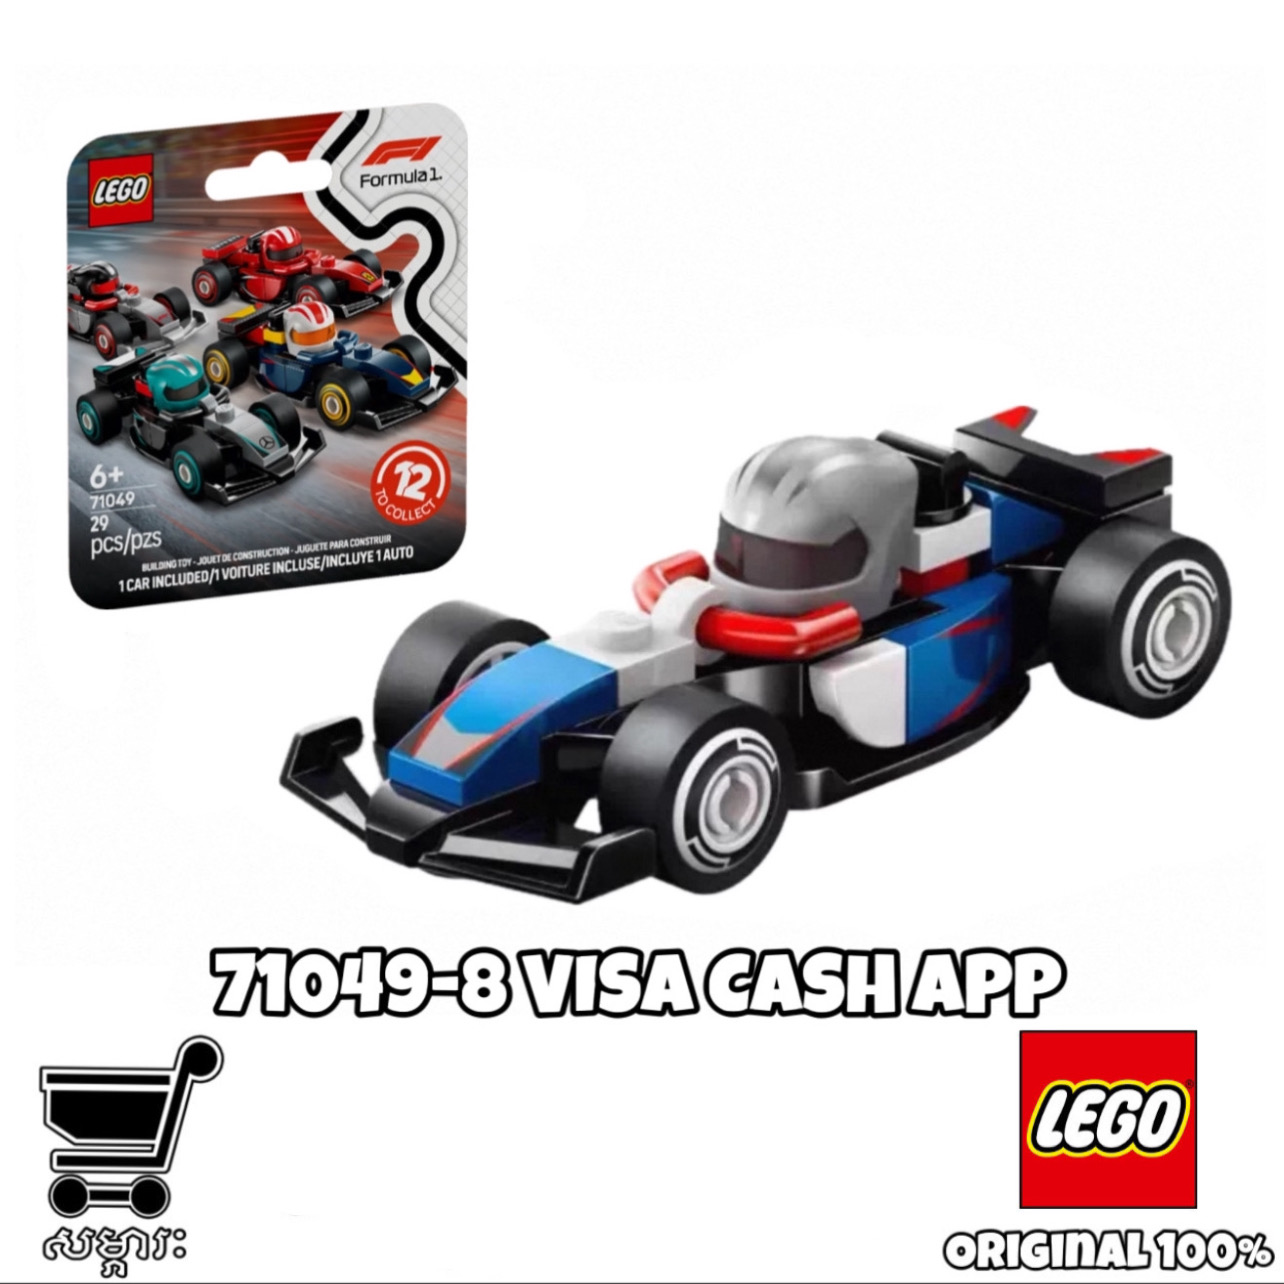 LEGO
F1
Formula 1.
6+
71049
29
pcs/pzs
12
TO COLLECT
BUILDING TOY - JOUET DE CONSTRUCTION - JUGUETE PARA CONSTRUIR
1 CAR INCLUDED/1 VOITURE INCLUSE/INCLUYE 1 AUTO
71049-8 VISA CASH APP
LEGO®
សម្ភារៈ
ORIGINAL 100%